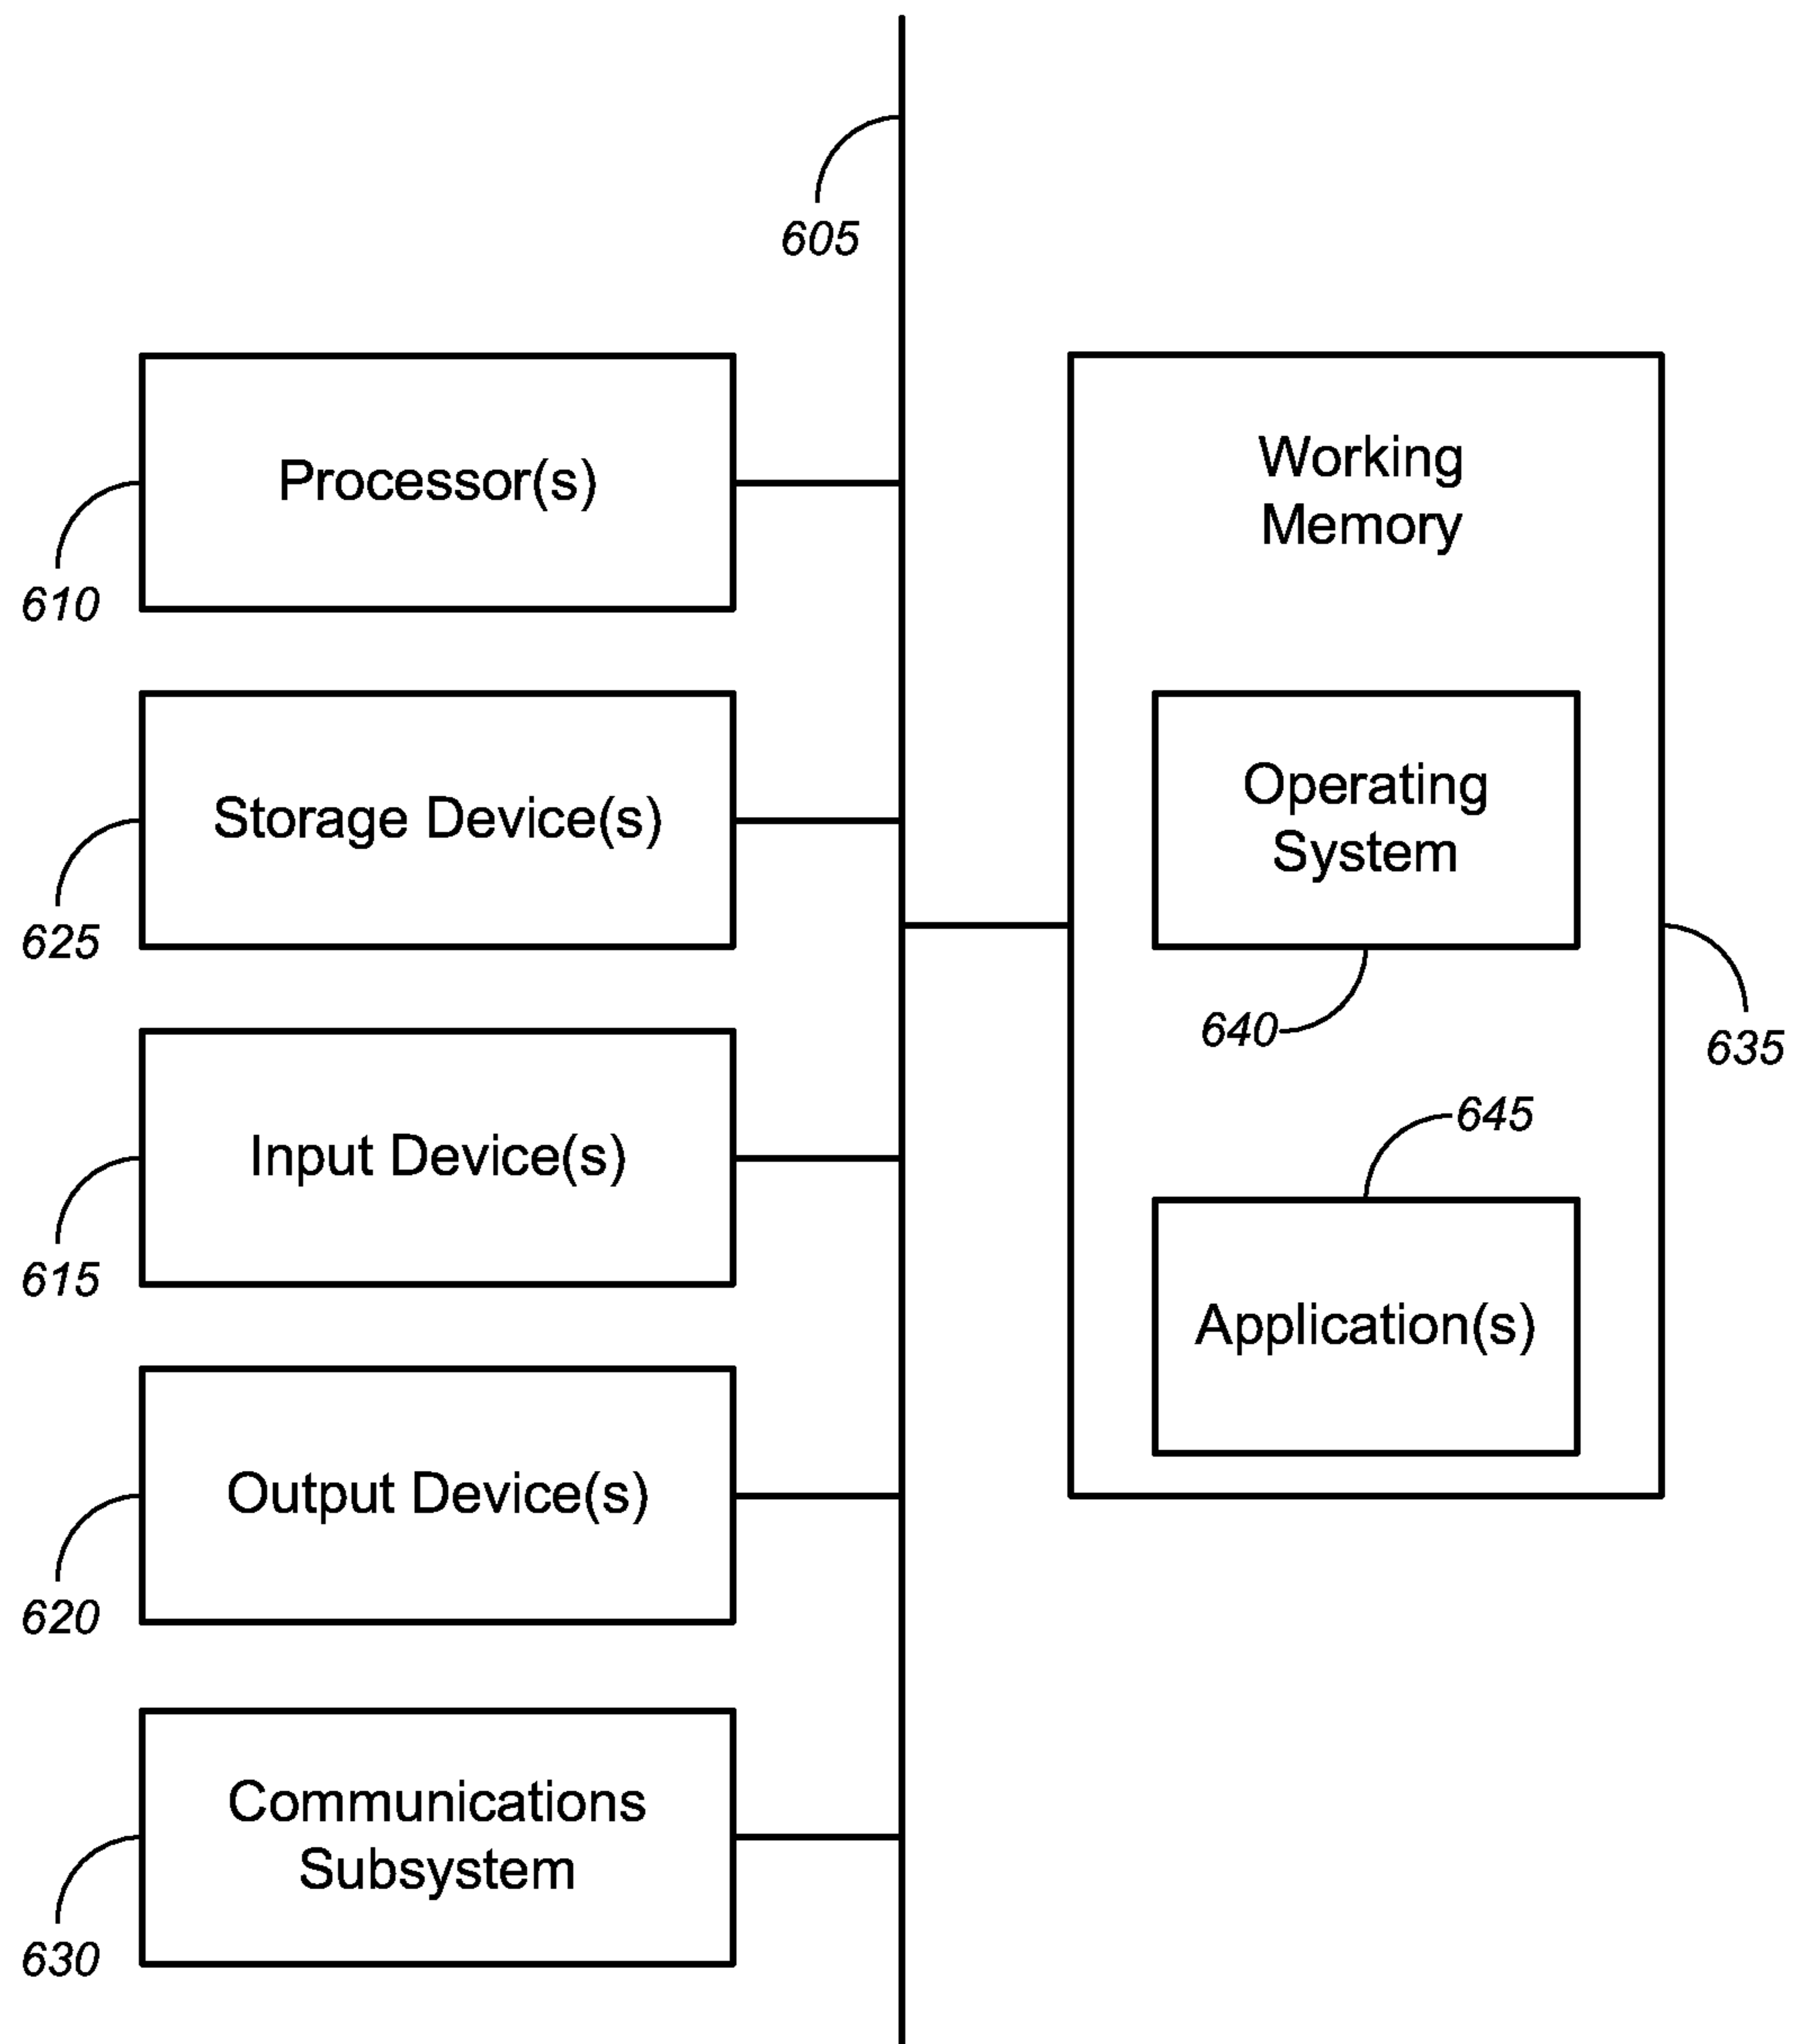 605
Processor(s)
610
Storage Device(s)
625
Input Device(s)
615
Output Device(s)
620
Communications
Subsystem
630
Working
Memory
Operating
System
640
635
645
Application(s)